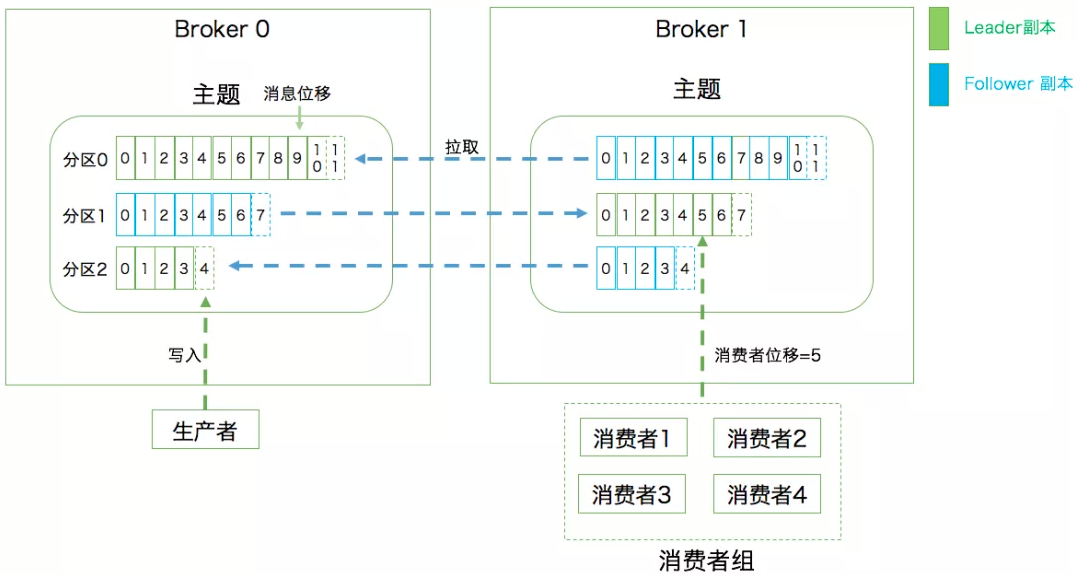 Broker 0
Broker 1
Leader副本
Follower 副本
主题
消息位移
主题
分区0 0 1 2 3 4 5 6 7 8 9 10 11
拉取
0 1 2 3 4 5 6 7 8 9 10 11
分区1 0 1 2 3 4 5 6 7
0 1 2 3 4 5 6 7
分区2 0 1 2 3 4
0 1 2 3 4
写入
消费者位移=5
生产者
消费者1
消费者2
消费者3
消费者4
消费者组